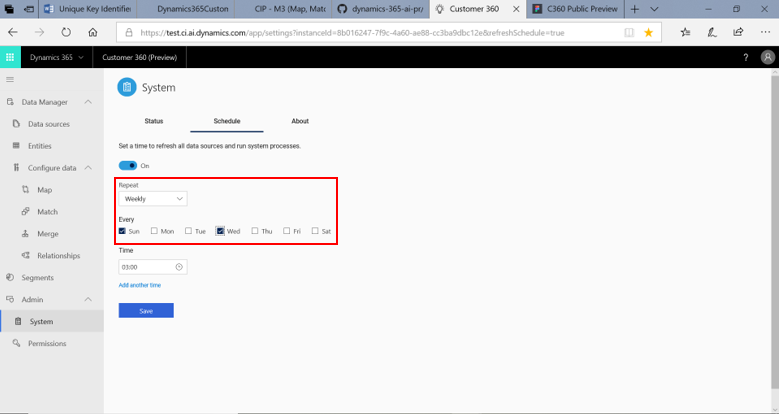 Unique Key Identifier
Dynamics365Custon
CIP - M3 (Map, Mat
dynamics-365-ai-pr
Customer 360
C360 Public Preview
https://test.ci.ai.dynamics.com/app/settings?instanceId=8b016247-7f9c-4a60-ae88-cc3ba9dbc12e&refreshSchedule=true
Dynamics 365
Customer 360 (Preview)
?
System
Data Manager
Data sources
Entities
Configure data
Map
Match
Merge
Relationships
Segments
Admin
System
Permissions
Status
Schedule
About
Set a time to refresh all data sources and run system processes.
On
Repeat
Weekly
Every
Sun Mon Tue Wed Thu Fri Sat
Time
03:00
Add another time
Save